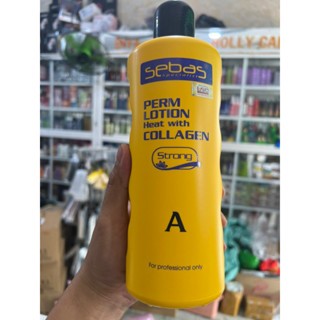 sebas
PERM
LOTION
Heat with
COLLAGEN
Strong
A
For professional only